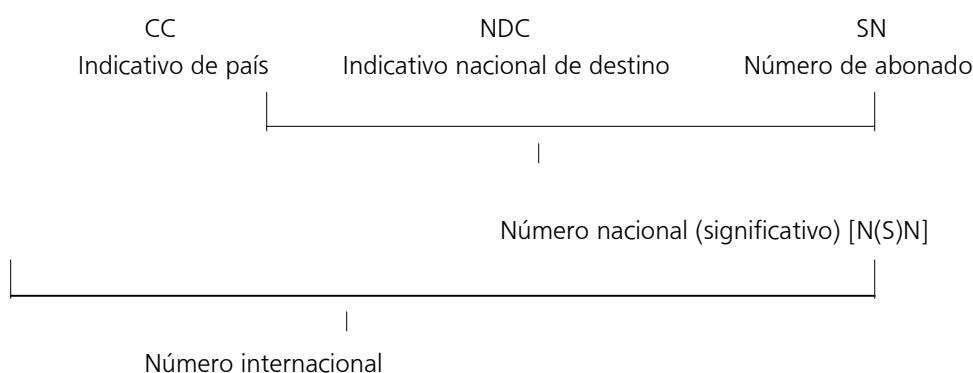 CC NDC SN
Indicativo de país Indicativo nacional de destino Número de abonado
Número nacional (significativo) [N(S)N]
Número internacional